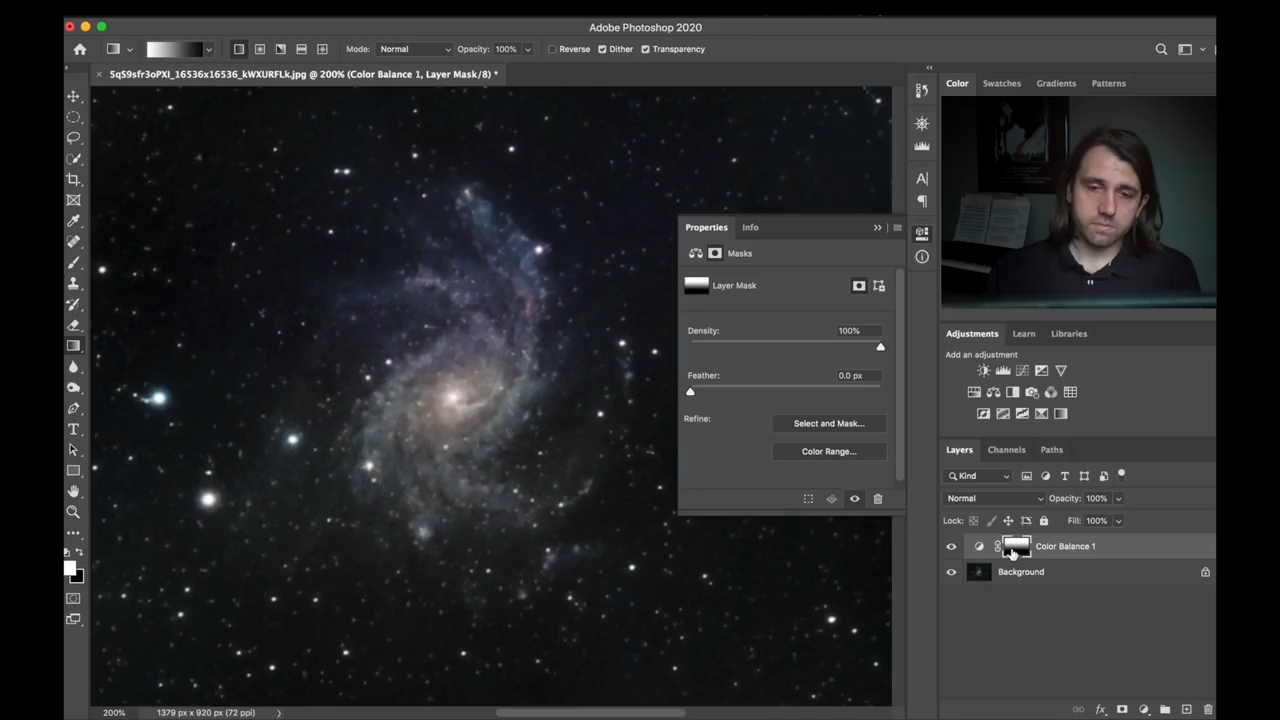 Adobe Photoshop 2020
Mode: Normal Opacity: 100% Reverse Dither Transparency
5qS9sfr3oPXI_16536x16536_kWXURFLk.jpg @ 200% (Color Balance 1, Layer Mask/8) *
Color Swatches Gradients Patterns
Properties Info
Masks
Layer Mask
Density: 100%
Feather: 0.0 px
Refine: Select and Mask...
Color Range...
Adjustments Learn Libraries
Add an adjustment
Layers Channels Paths
Kind
Normal Opacity: 100%
Lock: Fill: 100%
Color Balance 1
Background
200% 1379 px x 920 px (72 ppi)